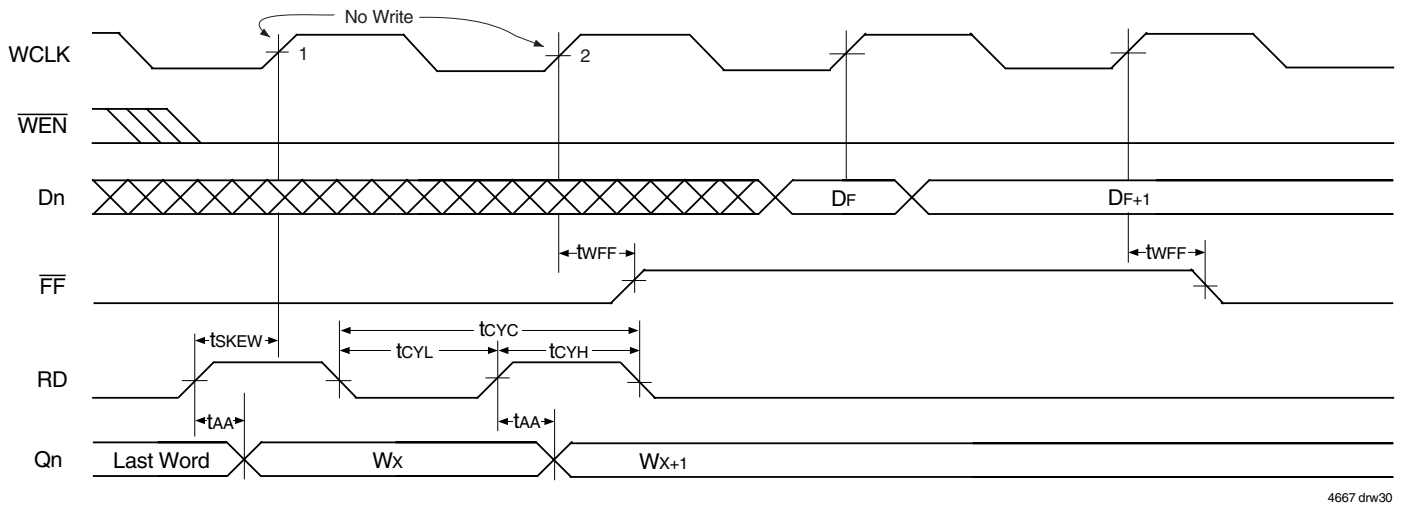 No Write
WCLK 1 2
WEN
Dn DF DF+1
tWFF tWFF
FF
tCYC
tSKEW tCYL tCYH
RD
tAA tAA
Qn Last Word WX WX+1
4667 drw30